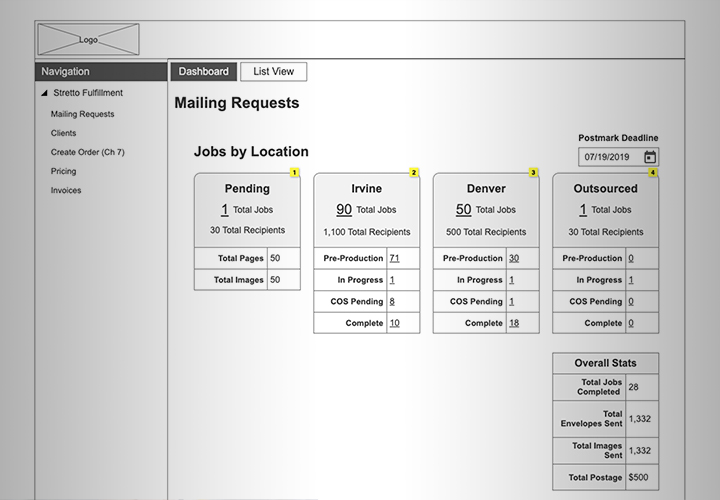 Logo
Navigation
Stretto Fulfillment
Mailing Requests
Clients
Create Order (Ch 7)
Pricing
Invoices
Dashboard
List View
Mailing Requests
Postmark Deadline
07/19/2019
Jobs by Location
1
Pending
1 Total Jobs
30 Total Recipients
Total Pages 50
Total Images 50
2
Irvine
90 Total Jobs
1,100 Total Recipients
Pre-Production 71
In Progress 1
COS Pending 8
Complete 10
3
Denver
50 Total Jobs
500 Total Recipients
Pre-Production 30
In Progress 1
COS Pending 1
Complete 18
4
Outsourced
1 Total Jobs
30 Total Recipients
Pre-Production 0
In Progress 1
COS Pending 0
Complete 0
Overall Stats
Total Jobs
Completed 28
Total
Envelopes Sent 1,332
Total Images
Sent 1,332
Total Postage $500